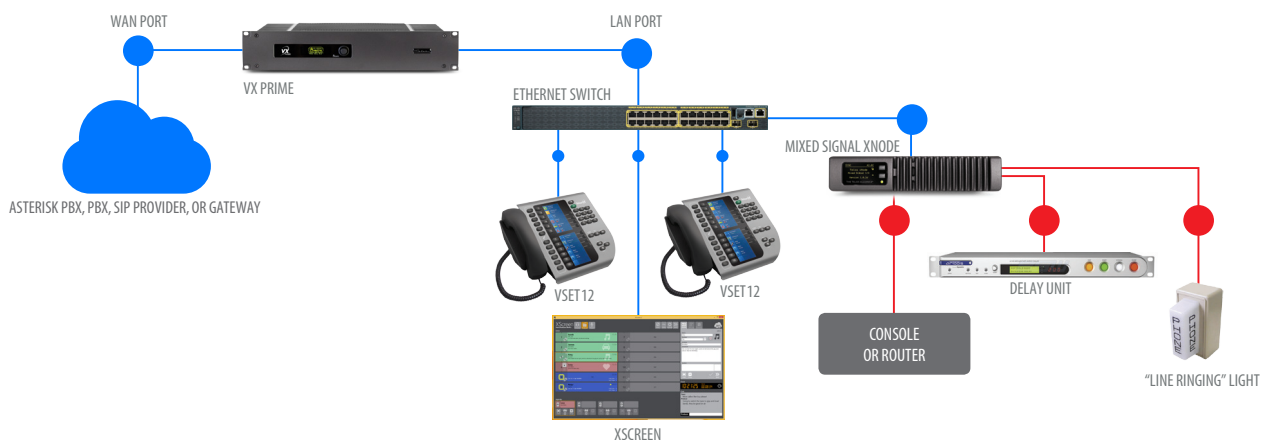 WAN PORT
LAN PORT
VX
VX PRIME
ETHERNET SWITCH
MIXED SIGNAL XNODE
ASTERISK PBX, PBX, SIP PROVIDER, OR GATEWAY
VSET12
VSET12
DELAY UNIT
CONSOLE
OR ROUTER
"LINE RINGING" LIGHT
XSCREEN